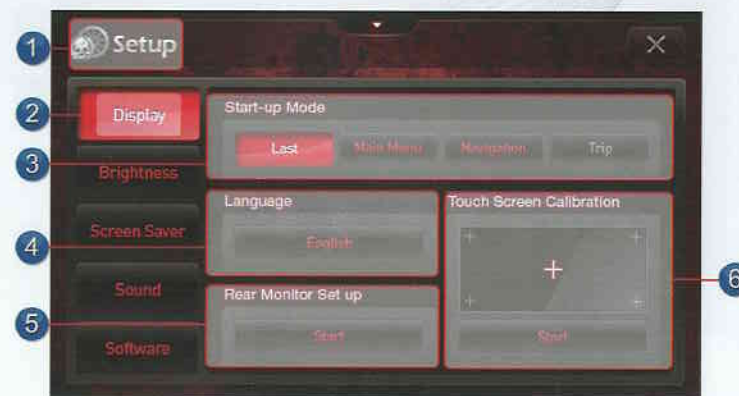 1 Setup
2 Display
Start-up Mode
3
Last Main Menu Navigation Trip
Brightness
Language
Touch Screen Calibration
Screen Saver
4
English
Sound
Rear Monitor Set up
5
6
Start
Start
Software